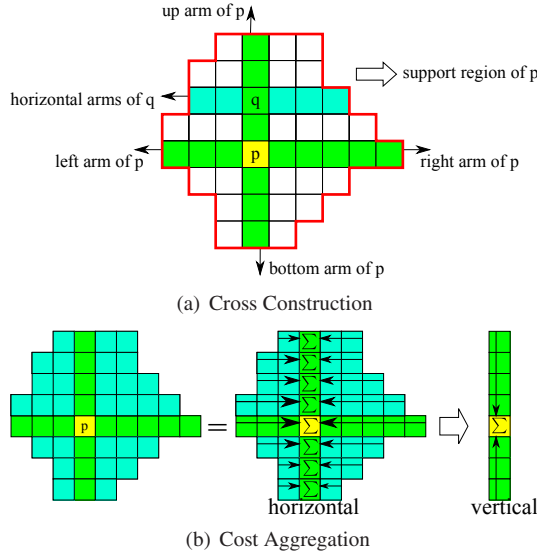 up arm of p
support region of p
horizontal arms of q
q
left arm of p
p
right arm of p
bottom arm of p
(a) Cross Construction
p
=
∑
∑
∑
∑
∑
∑
∑
∑
∑
horizontal
vertical
(b) Cost Aggregation